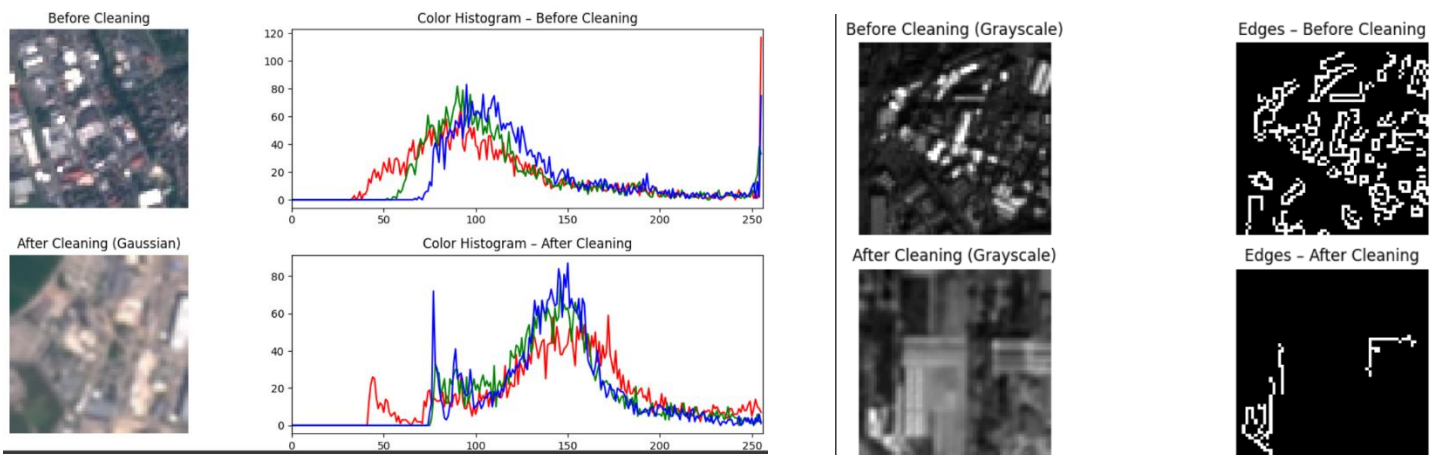 Before Cleaning
Color Histogram – Before Cleaning
120
100
80
60
40
20
0
0 50 100 150 200 250
After Cleaning (Gaussian)
Color Histogram – After Cleaning
80
60
40
20
0
0 50 100 150 200 250
Before Cleaning (Grayscale)
Edges – Before Cleaning
After Cleaning (Grayscale)
Edges – After Cleaning